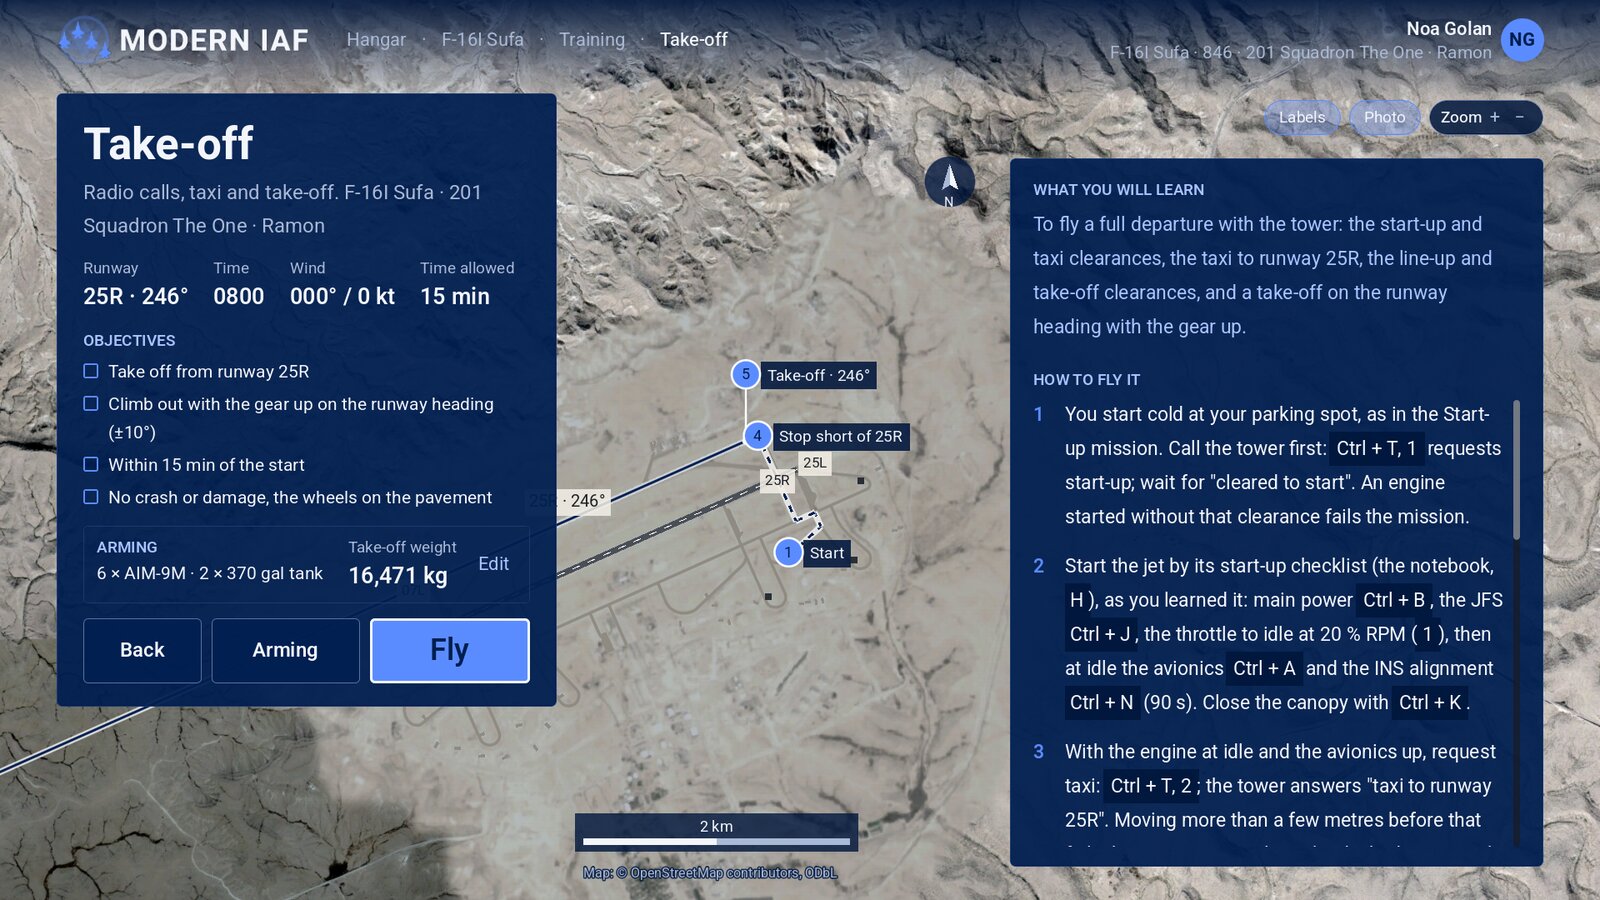 MODERN IAF
Hangar · F-16I Sufa · Training · Take-off
Noa Golan
F-16I Sufa · 846 · 201 Squadron The One · Ramon
NG
Take-off
Radio calls, taxi and take-off. F-16I Sufa · 201
Squadron The One · Ramon
Runway
25R · 246°
Time
0800
Wind
000° / 0 kt
Time allowed
15 min
OBJECTIVES
Take off from runway 25R
Climb out with the gear up on the runway heading
(±10°)
Within 15 min of the start
No crash or damage, the wheels on the pavement
ARMING
6 × AIM-9M · 2 × 370 gal tank
Take-off weight
16,471 kg
Edit
Back
Arming
Fly
Labels
Photo
Zoom + −
N
5
Take-off · 246°
4
Stop short of 25R
25L
25R
25R · 246°
1
Start
2 km
Map: © OpenStreetMap contributors, ODbL
WHAT YOU WILL LEARN
To fly a full departure with the tower: the start-up and
taxi clearances, the taxi to runway 25R, the line-up and
take-off clearances, and a take-off on the runway
heading with the gear up.
HOW TO FLY IT
1 You start cold at your parking spot, as in the Start-
up mission. Call the tower first: Ctrl + T, 1 requests
start-up; wait for "cleared to start". An engine
started without that clearance fails the mission.
2 Start the jet by its start-up checklist (the notebook,
H ), as you learned it: main power Ctrl + B , the JFS
Ctrl + J , the throttle to idle at 20 % RPM ( 1 ), then
at idle the avionics Ctrl + A and the INS alignment
Ctrl + N (90 s). Close the canopy with Ctrl + K .
3 With the engine at idle and the avionics up, request
taxi: Ctrl + T, 2 ; the tower answers "taxi to runway
25R". Moving more than a few metres before that